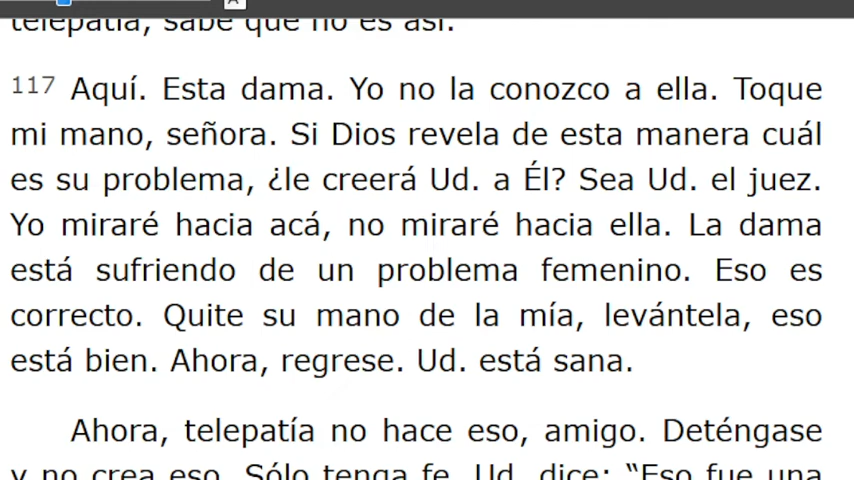 telepatía, sabe que no es así.
117 Aquí. Esta dama. Yo no la conozco a ella. Toque
mi mano, señora. Si Dios revela de esta manera cuál
es su problema, ¿le creerá Ud. a Él? Sea Ud. el juez.
Yo miraré hacia acá, no miraré hacia ella. La dama
está sufriendo de un problema femenino. Eso es
correcto. Quite su mano de la mía, levántela, eso
está bien. Ahora, regrese. Ud. está sana.
Ahora, telepatía no hace eso, amigo. Deténgase
y no crea eso. Sólo tenga fe. Ud. dice: “Eso fue una